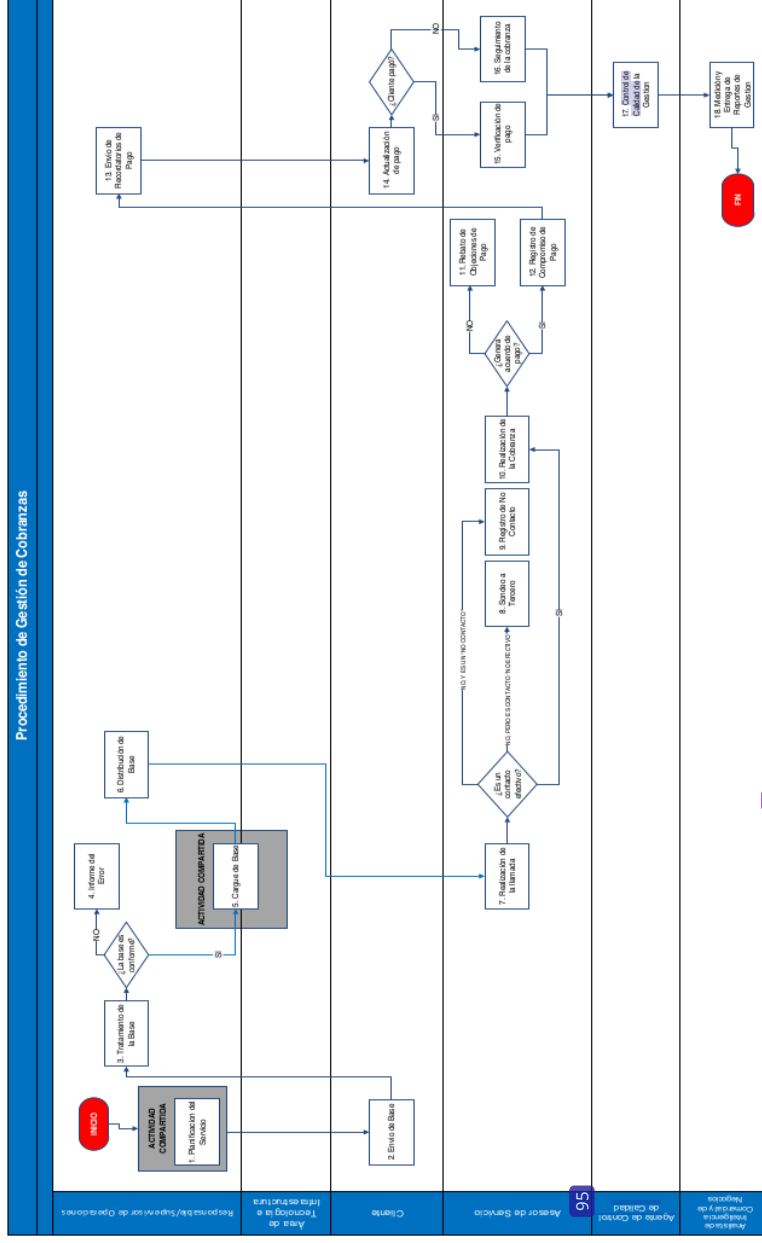 Procedimiento de Gestión de Cobranzas
Responsable/Supervisor de Operaciones
INICIO
ACTIVIDAD
COMPARTIDA
1. Planificacion del
Servicio
3. Tratamiento de
la Base
¿La base es
conforme?
NO
SI
4. Informe del
Error
ACTIVIDAD COMPARTIDA
5. Cargue de Base
6. Distribución de
Base
13. Envío de
Recordatorios de
Pago
Area de
Tecnología e
Infraestructura
Cliente
2. Envío de Base
14. Actualización
de pago
¿Cliente pago?
NO
SI
Asesor de Servicio
7. Realización de
la llamada
¿Es un
contacto
efectivo?
NO, Y ES UN "NO CONTACTO"
NO, PERO ES CONTACTO "NO EFECTIVO"
SI
8. Sondeo a
Tercero
9. Registro de No
Contacto
10. Realización de
la Cobranza
¿Genera
acuerdo de
pago?
NO
SI
11. Rebato de
Objeciones de
Pago
12. Registro de
Compromiso de
Pago
15. Verificación de
pago
16. Seguimiento
de la cobranza
95
Agente de Control
de Calidad
17. Control de
Calidad de la
Gestion
Analista de
Inteligencia
Comercial y de
Negocios
18. Medición y
Entrega de
Reportes de
Gestion
FIN